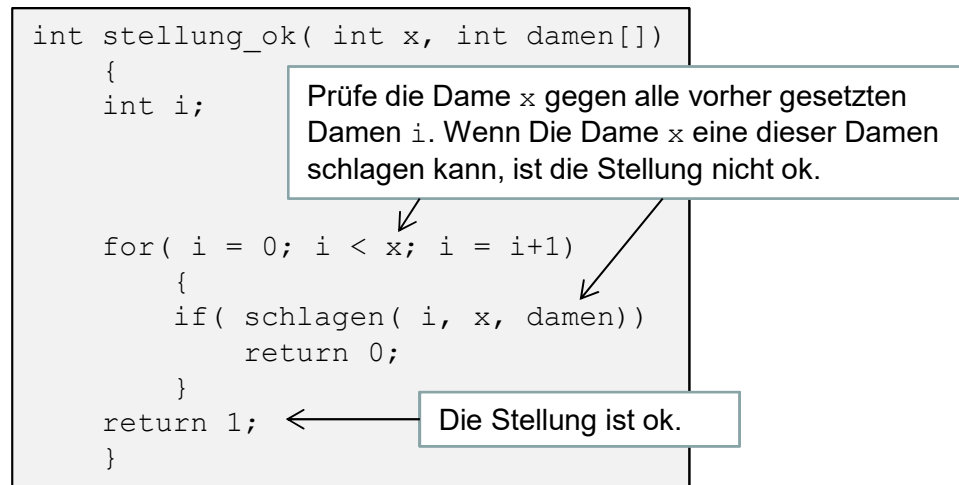 int stellung_ok( int x, int damen[])
{
int i;
Prüfe die Dame x gegen alle vorher gesetzten
Damen i. Wenn Die Dame x eine dieser Damen
schlagen kann, ist die Stellung nicht ok.
for( i = 0; i < x; i = i+1)
{
if( schlagen( i, x, damen))
return 0;
}
return 1;
Die Stellung ist ok.
}